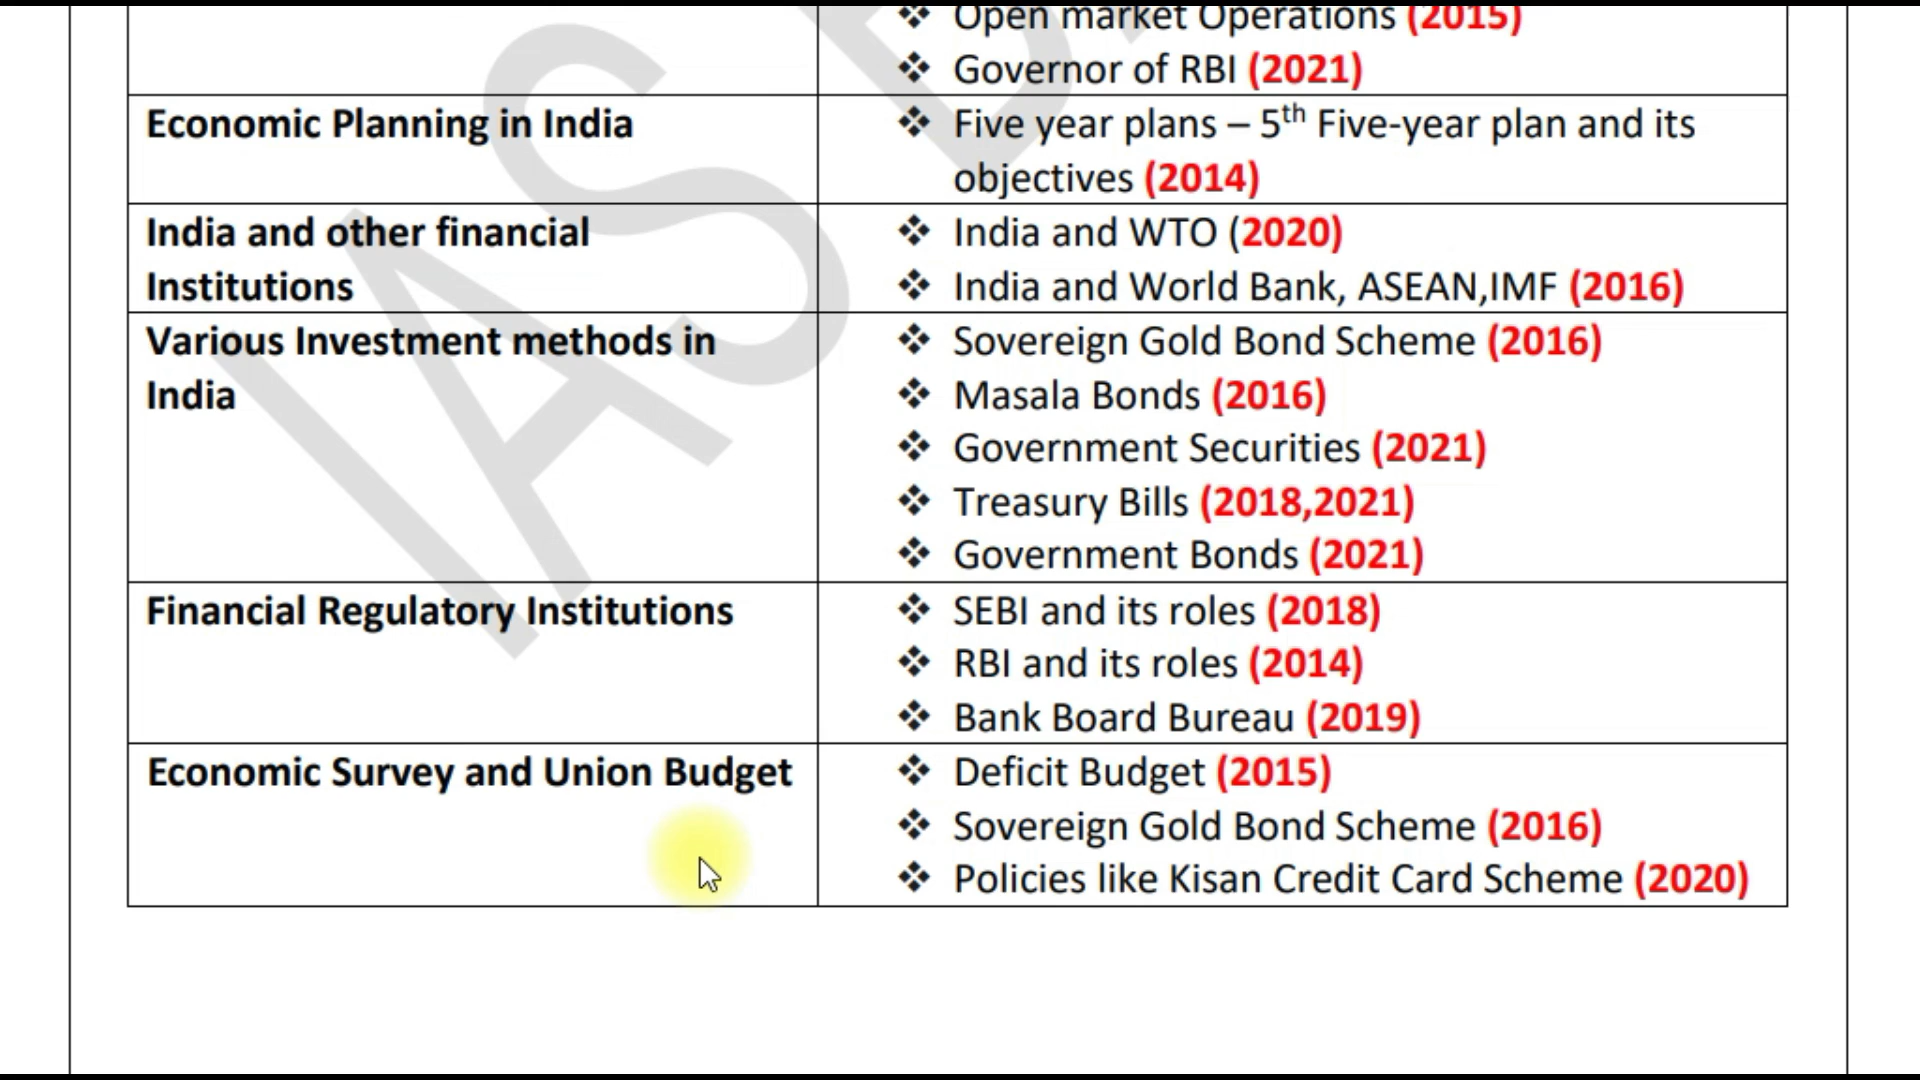 ❖ Open market Operations (2015)
❖ Governor of RBI (2021)
Economic Planning in India
❖ Five year plans – 5th Five-year plan and its
objectives (2014)
India and other financial
Institutions
❖ India and WTO (2020)
❖ India and World Bank, ASEAN,IMF (2016)
Various Investment methods in
India
❖ Sovereign Gold Bond Scheme (2016)
❖ Masala Bonds (2016)
❖ Government Securities (2021)
❖ Treasury Bills (2018,2021)
❖ Government Bonds (2021)
Financial Regulatory Institutions
❖ SEBI and its roles (2018)
❖ RBI and its roles (2014)
❖ Bank Board Bureau (2019)
Economic Survey and Union Budget
❖ Deficit Budget (2015)
❖ Sovereign Gold Bond Scheme (2016)
❖ Policies like Kisan Credit Card Scheme (2020)
IAS